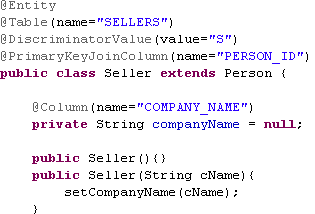 @Entity
@Table(name="SELLERS")
@DiscriminatorValue(value="S")
@PrimaryKeyJoinColumn(name="PERSON_ID")
public class Seller extends Person {
@Column(name="COMPANY_NAME")
private String companyName = null;
public Seller(){}
public Seller(String cName){
setCompanyName(cName);
}